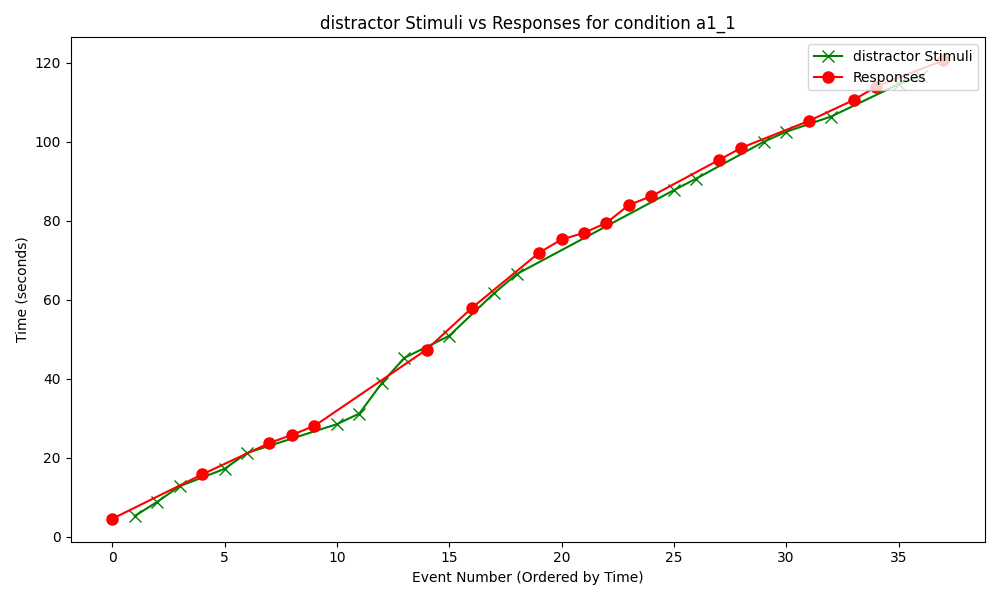 distractor Stimuli vs Responses for condition a1_1
distractor Stimuli
Responses
Time (seconds)
120
100
80
60
40
20
0
0 5 10 15 20 25 30 35
Event Number (Ordered by Time)